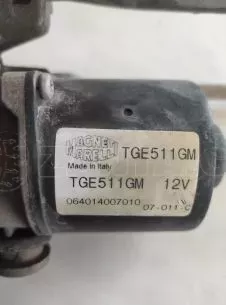 MAGNETI
MARELLI
TGE511GM
Made in Italy
TGE511GM 12V
064014007010
07-011-C